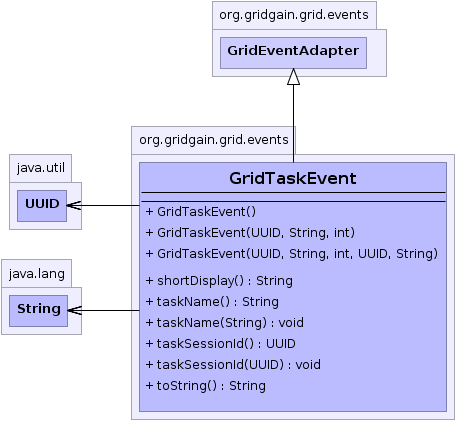 org.gridgain.grid.events
GridEventAdapter
org.gridgain.grid.events
GridTaskEvent
java.util
UUID
java.lang
String
+ GridTaskEvent()
+ GridTaskEvent(UUID, String, int)
+ GridTaskEvent(UUID, String, int, UUID, String)
+ shortDisplay() : String
+ taskName() : String
+ taskName(String) : void
+ taskSessionId() : UUID
+ taskSessionId(UUID) : void
+ toString() : String